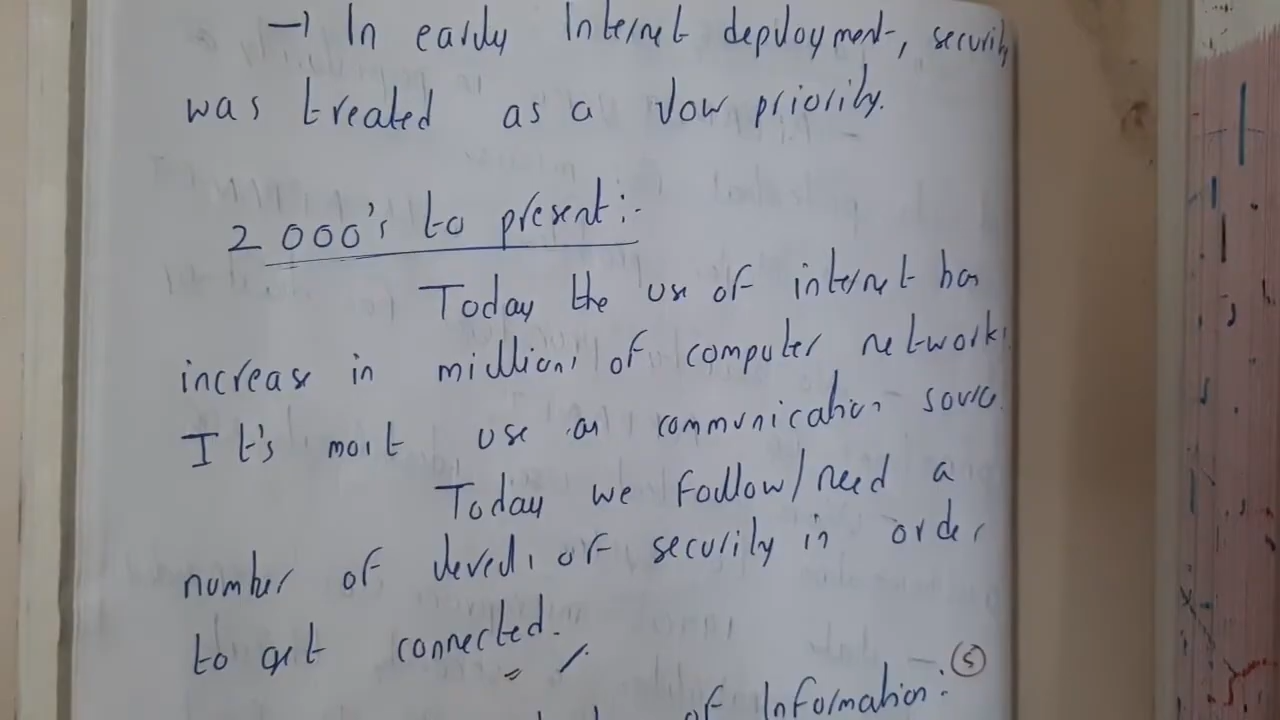 → In early Internet deployment, security
was treated as a low priority.
2000's to present:-
Today the use of internet has
increase in millions of computer networks.
It's most use as communication source.
Today we follow/need a
number of levels of security in order
to get connected.
of Information: (5)